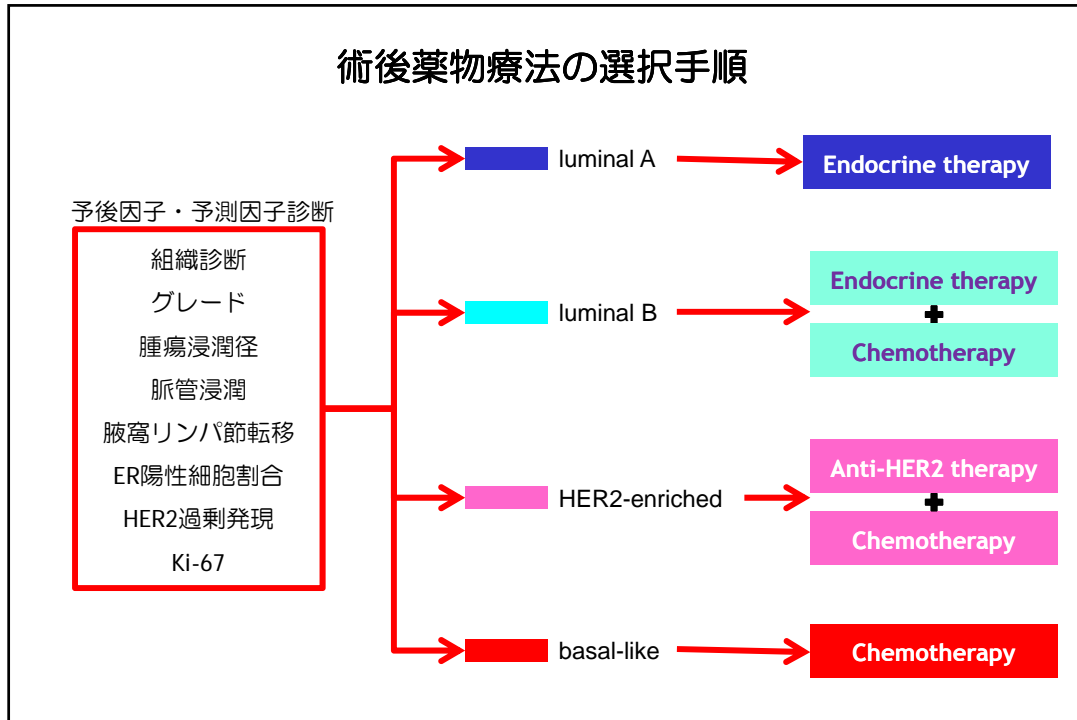 術後薬物療法の選択手順
予後因子・予測因子診断
組織診断
グレード
腫瘍浸潤径
脈管浸潤
腋窩リンパ節転移
ER陽性細胞割合
HER2過剰発現
Ki-67
luminal A
Endocrine therapy
luminal B
Endocrine therapy
+
Chemotherapy
HER2-enriched
Anti-HER2 therapy
+
Chemotherapy
basal-like
Chemotherapy